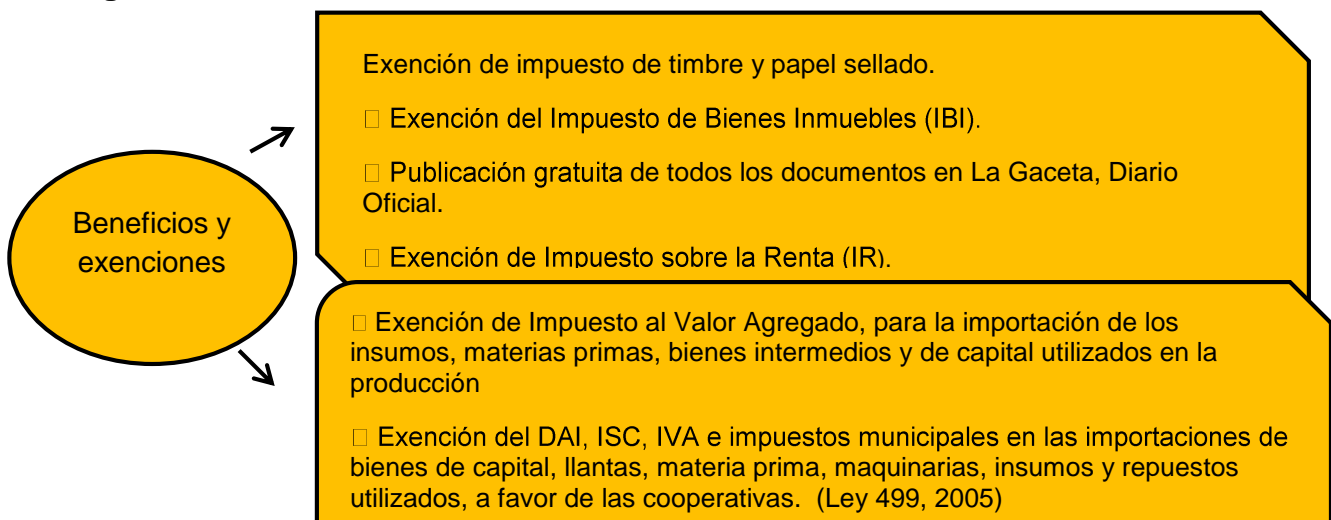 Beneficios y
exenciones
Exención de impuesto de timbre y papel sellado.
□ Exención del Impuesto de Bienes Inmuebles (IBI).
□ Publicación gratuita de todos los documentos en La Gaceta, Diario
Oficial.
□ Exención de Impuesto sobre la Renta (IR).
□ Exención de Impuesto al Valor Agregado, para la importación de los
insumos, materias primas, bienes intermedios y de capital utilizados en la
producción
□ Exención del DAI, ISC, IVA e impuestos municipales en las importaciones de
bienes de capital, llantas, materia prima, maquinarias, insumos y repuestos
utilizados, a favor de las cooperativas. (Ley 499, 2005)